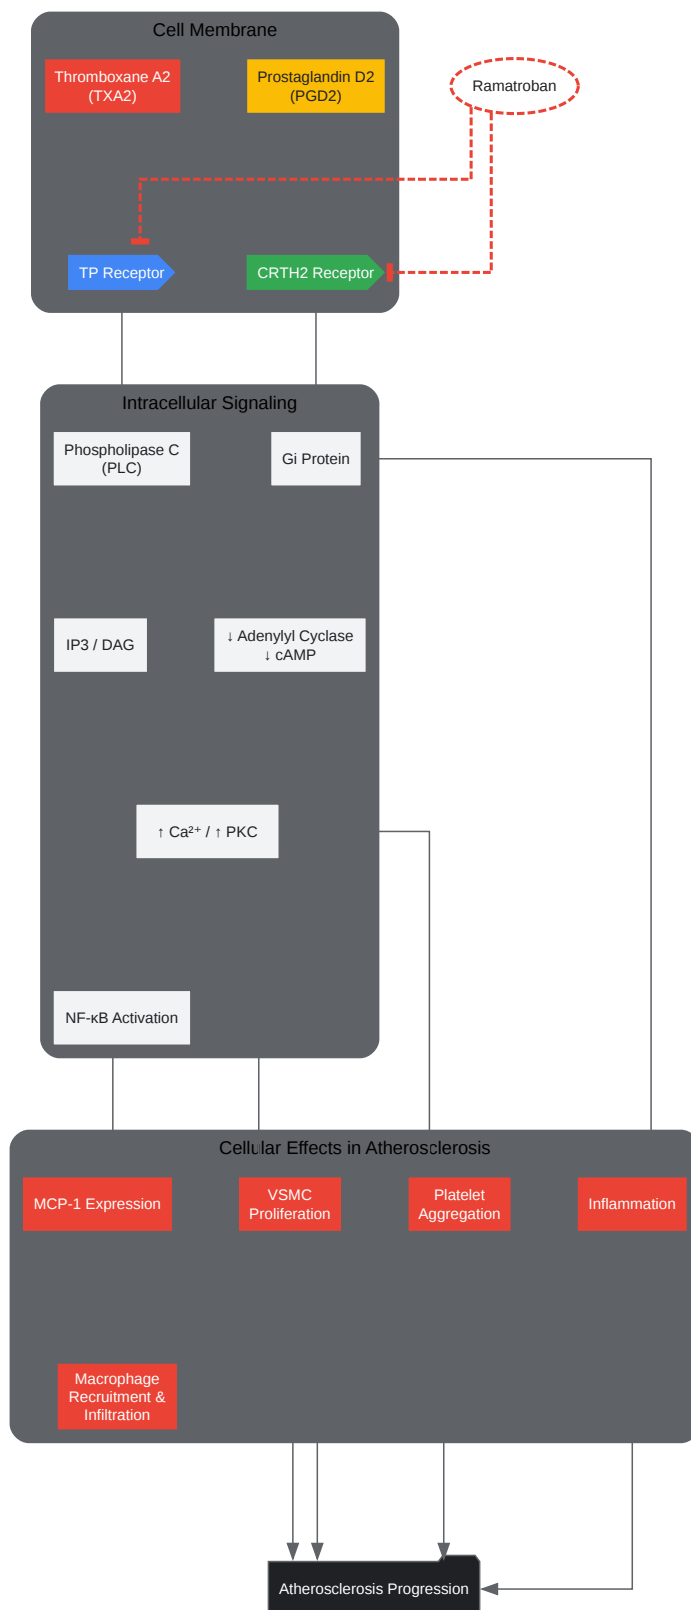 Cell Membrane
Thromboxane A2
(TXA2)
Prostaglandin D2
(PGD2)
Ramatroban
TP Receptor
CRTH2 Receptor
Intracellular Signaling
Phospholipase C
(PLC)
Gi Protein
IP3 / DAG
↓ Adenylyl Cyclase
↓ cAMP
↑ Ca²⁺ / ↑ PKC
NF-κB Activation
Cellular Effects in Atherosclerosis
MCP-1 Expression
VSMC
Proliferation
Platelet
Aggregation
Inflammation
Macrophage
Recruitment &
Infiltration
Atherosclerosis Progression